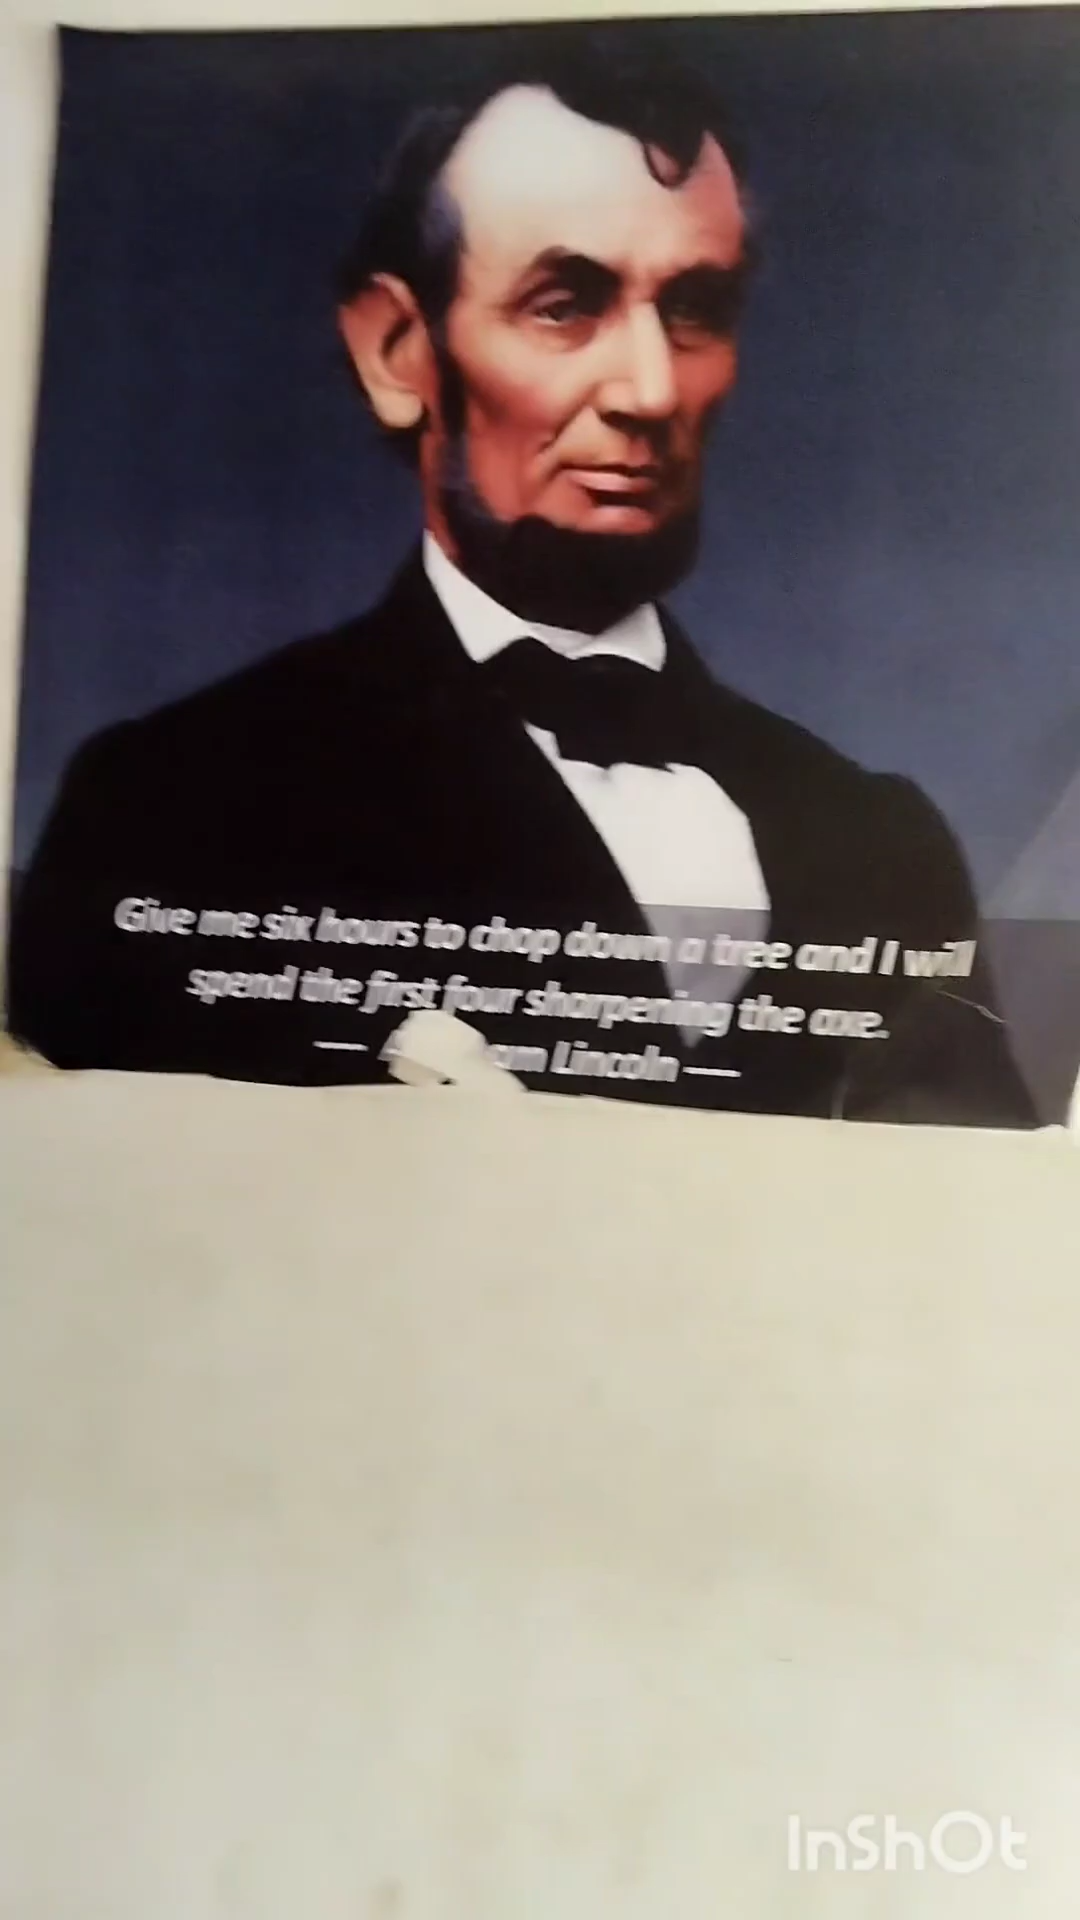 Give me six hours to chop down a tree and I will
spend the first four sharpening the axe.
— A am Lincoln —
InShOt